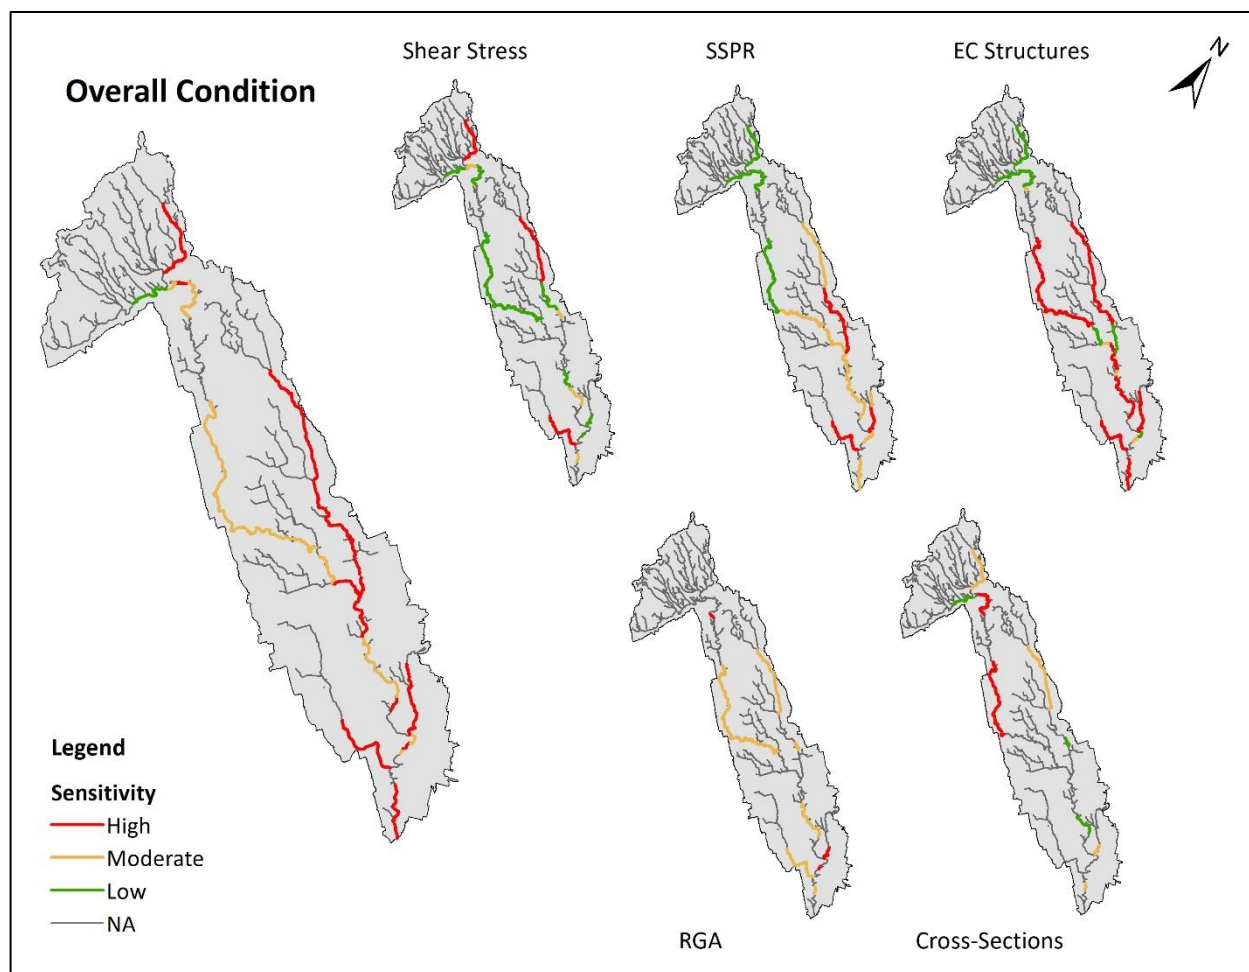 Shear Stress
SSPR
EC Structures
N
Overall Condition
Legend
Sensitivity
High
Moderate
Low
NA
RGA
Cross-Sections